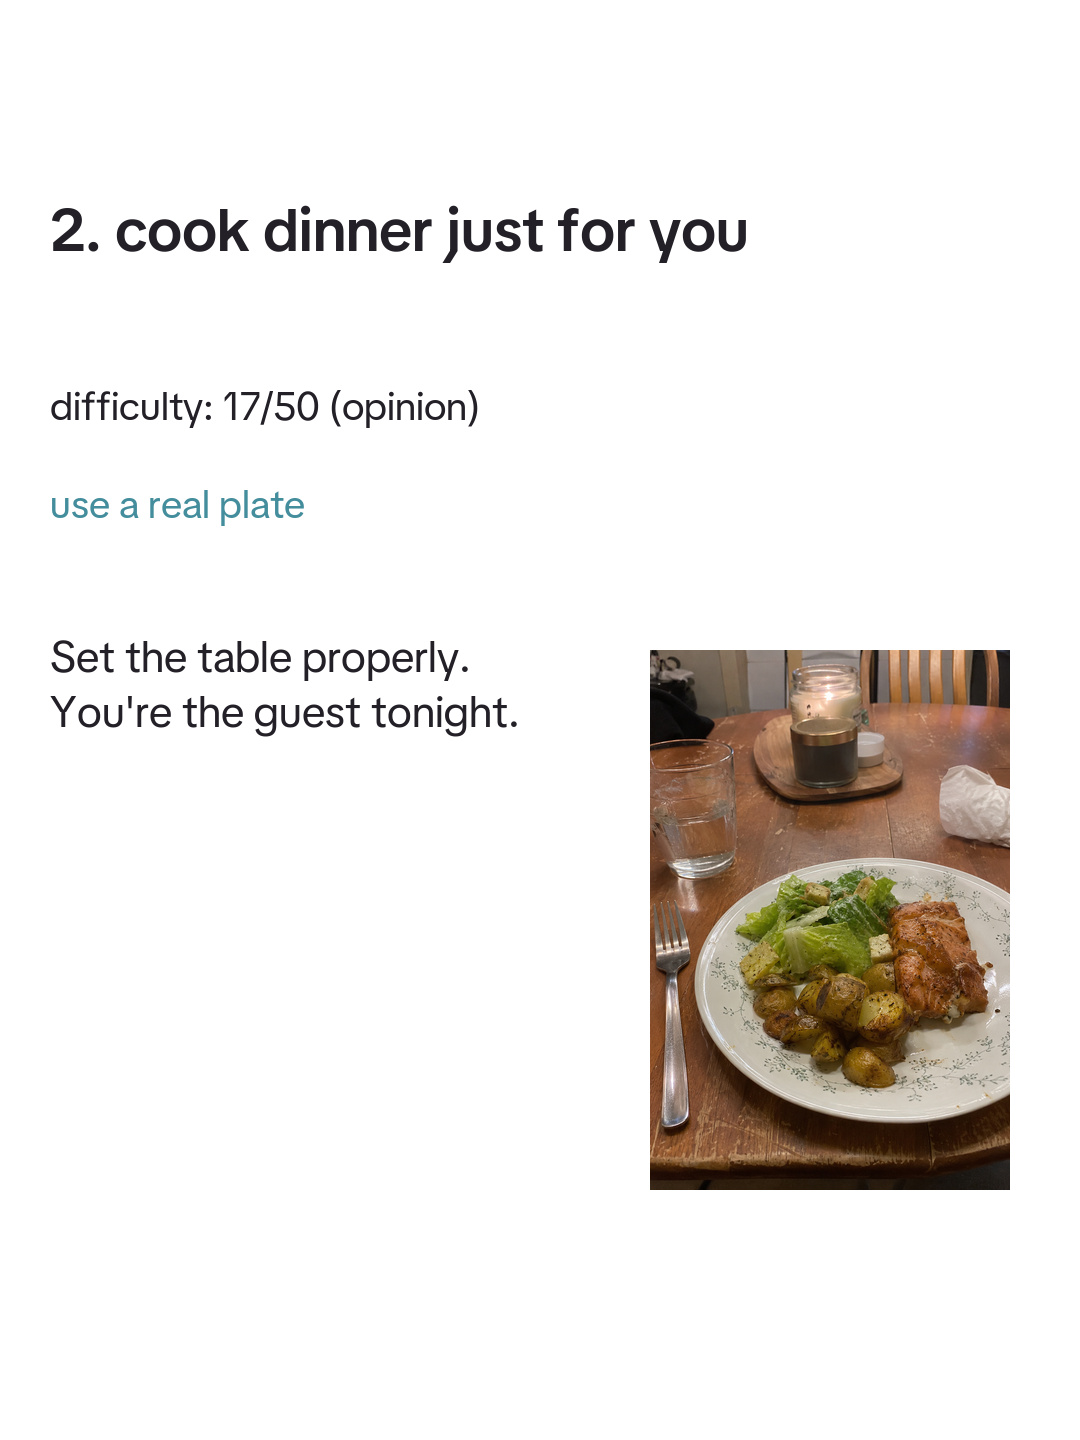 2. cook dinner just for you
difficulty: 17/50 (opinion)
use a real plate
Set the table properly.
You're the guest tonight.